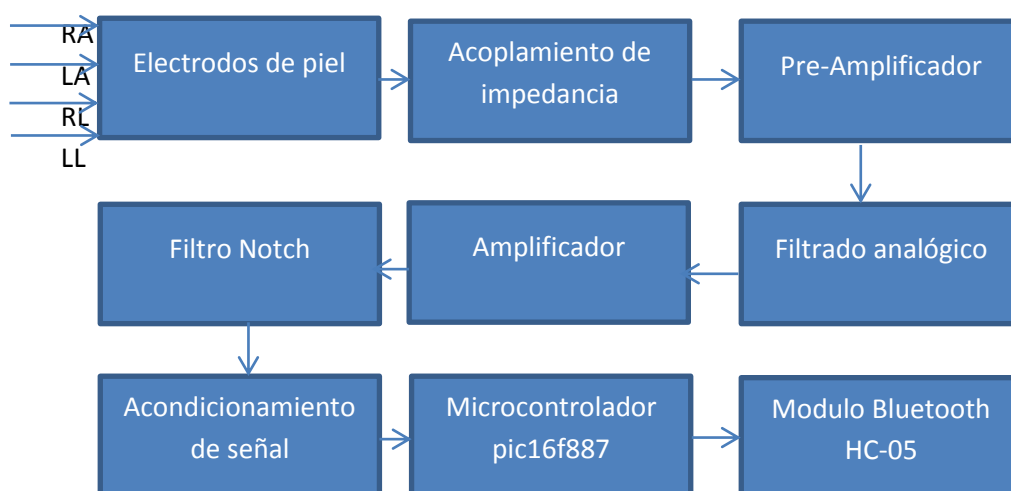 RA
LA
RL
LL
Electrodos de piel
Acoplamiento de
impedancia
Pre-Amplificador
Filtro Notch
Amplificador
Filtrado analógico
Acondicionamiento
de señal
Microcontrolador
pic16f887
Modulo Bluetooth
HC-05